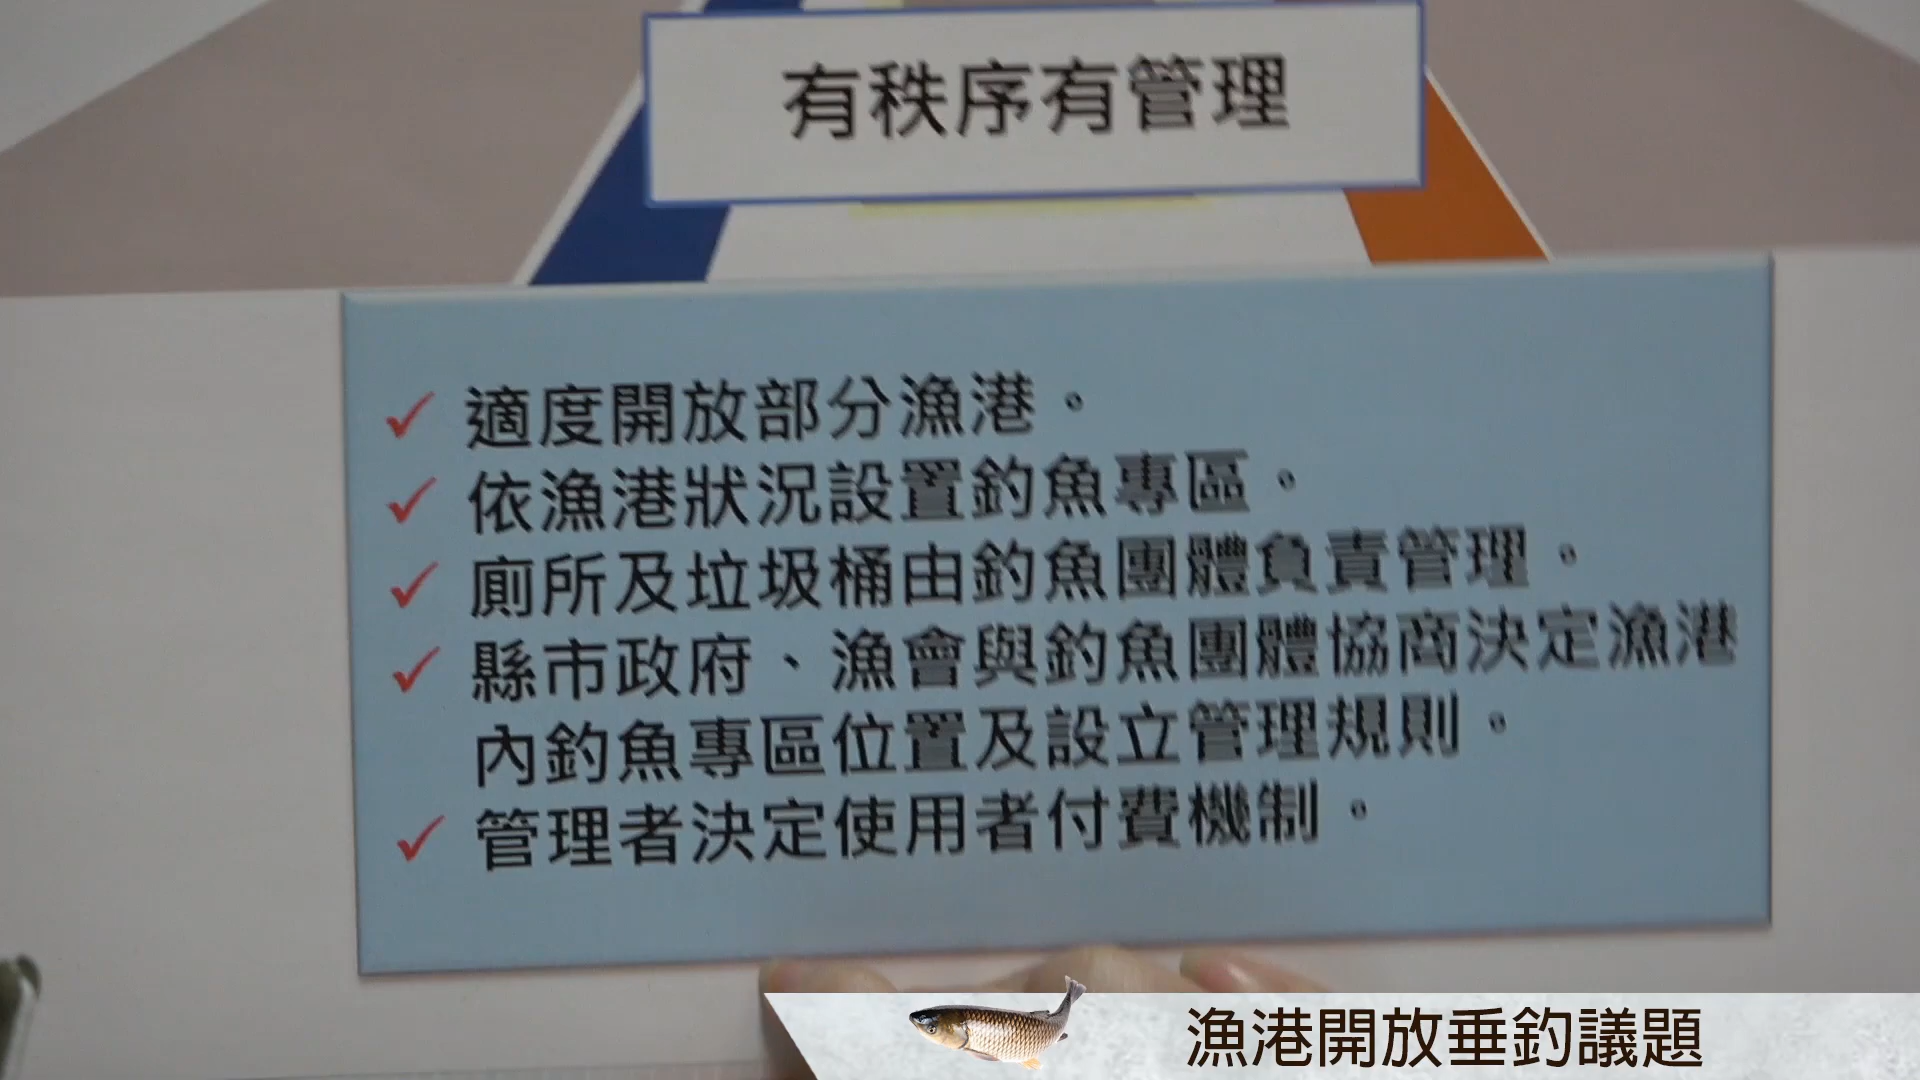 有秩序有管理
✓ 適度開放部分漁港。
✓ 依漁港狀況設置釣魚專區。
✓ 廁所及垃圾桶由釣魚團體負責管理。
✓ 縣市政府、漁會與釣魚團體協商決定漁港
內釣魚專區位置及設立管理規則。
✓ 管理者決定使用者付費機制。
漁港開放垂釣議題